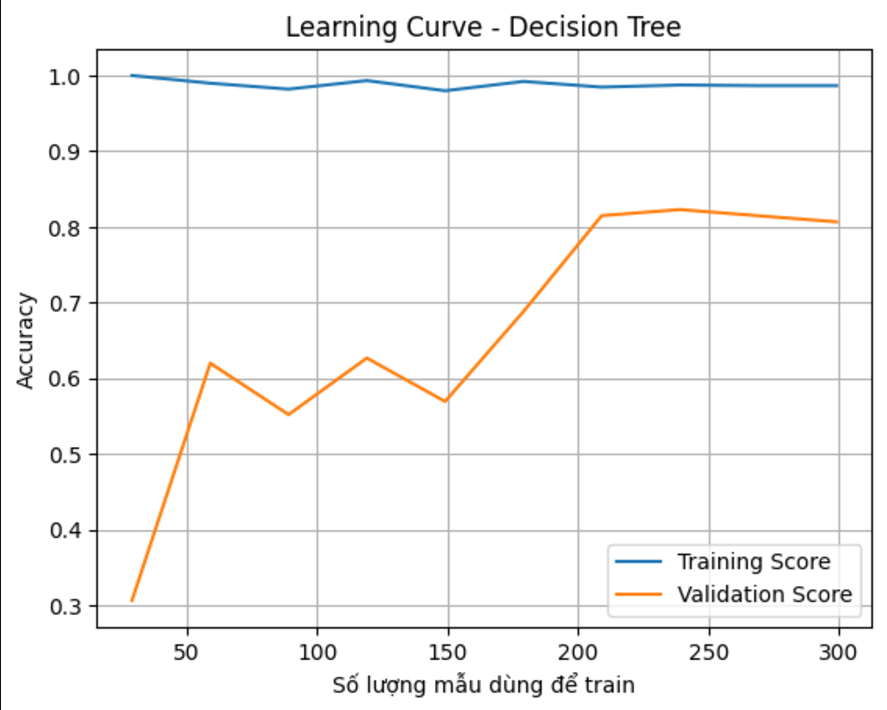 Learning Curve - Decision Tree
1.0
0.9
0.8
0.7
0.6
0.5
0.4
0.3
Accuracy
Training Score
Validation Score
50 100 150 200 250 300
Số lượng mẫu dùng để train